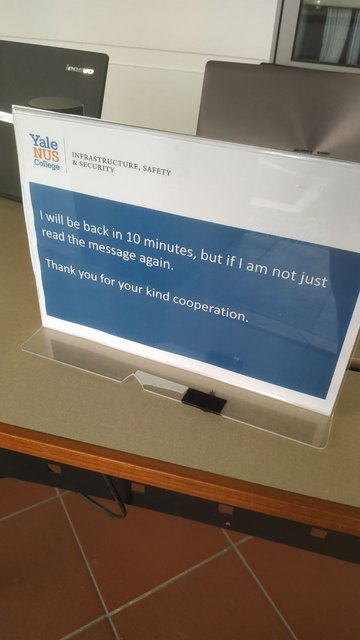 lenovo
Yale
NUS
College
INFRASTRUCTURE, SAFETY
& SECURITY
I will be back in 10 minutes, but if I am not just
read the message again.
Thank you for your kind cooperation.